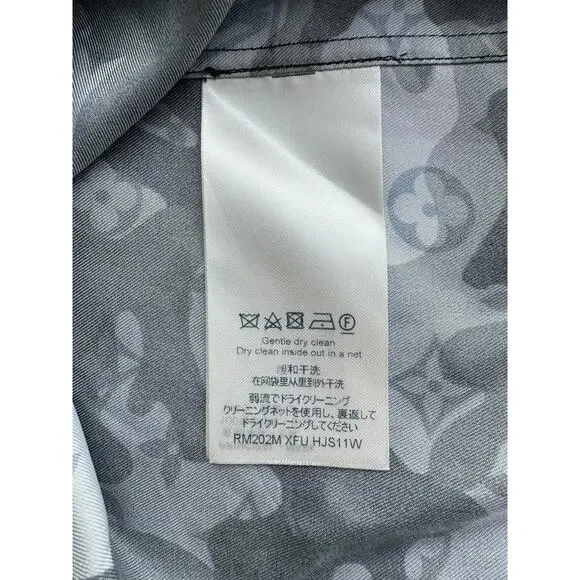 Gentle dry clean
Dry clean inside out in a net
缓和干洗
在网袋里从里到外干洗
弱流でドライクリーニング
クリーニングネットを使用し、裏返して
ドライクリーニングしてください
RM202M XFU HJS11W